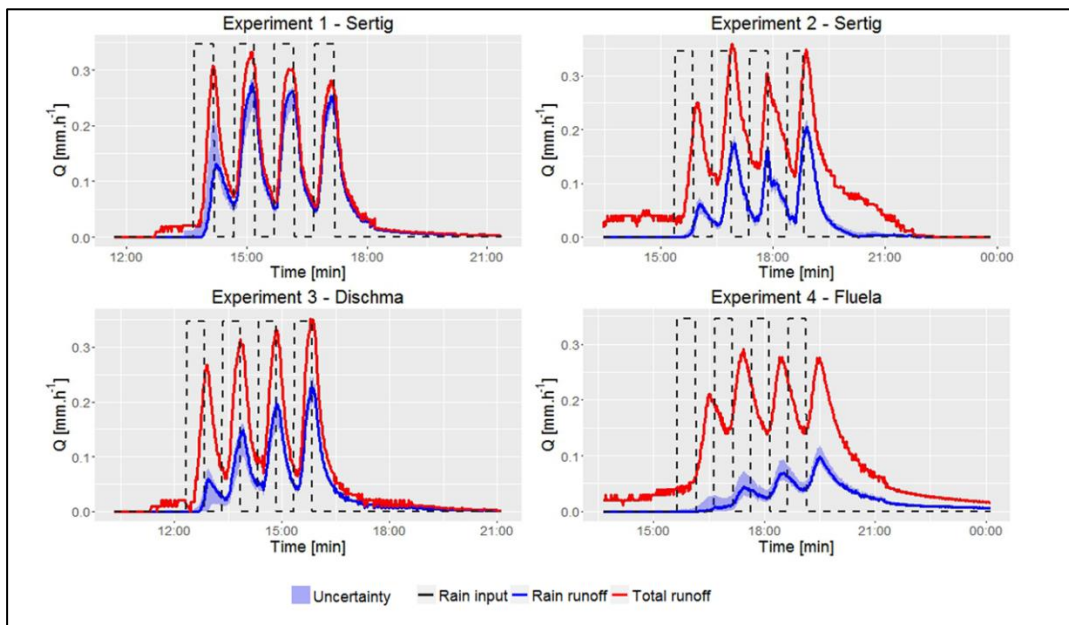 Experiment 1 - Sertig
Q [mm.h-1]
0.3
0.2
0.1
0.0
12:00 15:00 18:00 21:00
Time [min]
Experiment 2 - Sertig
Q [mm.h-1]
0.3
0.2
0.1
0.0
15:00 18:00 21:00 00:00
Time [min]
Experiment 3 - Dischma
Q [mm.h-1]
0.3
0.2
0.1
0.0
12:00 15:00 18:00 21:00
Time [min]
Experiment 4 - Fluela
Q [mm.h-1]
0.3
0.2
0.1
0.0
15:00 18:00 21:00 00:00
Time [min]
Uncertainty Rain input Rain runoff Total runoff